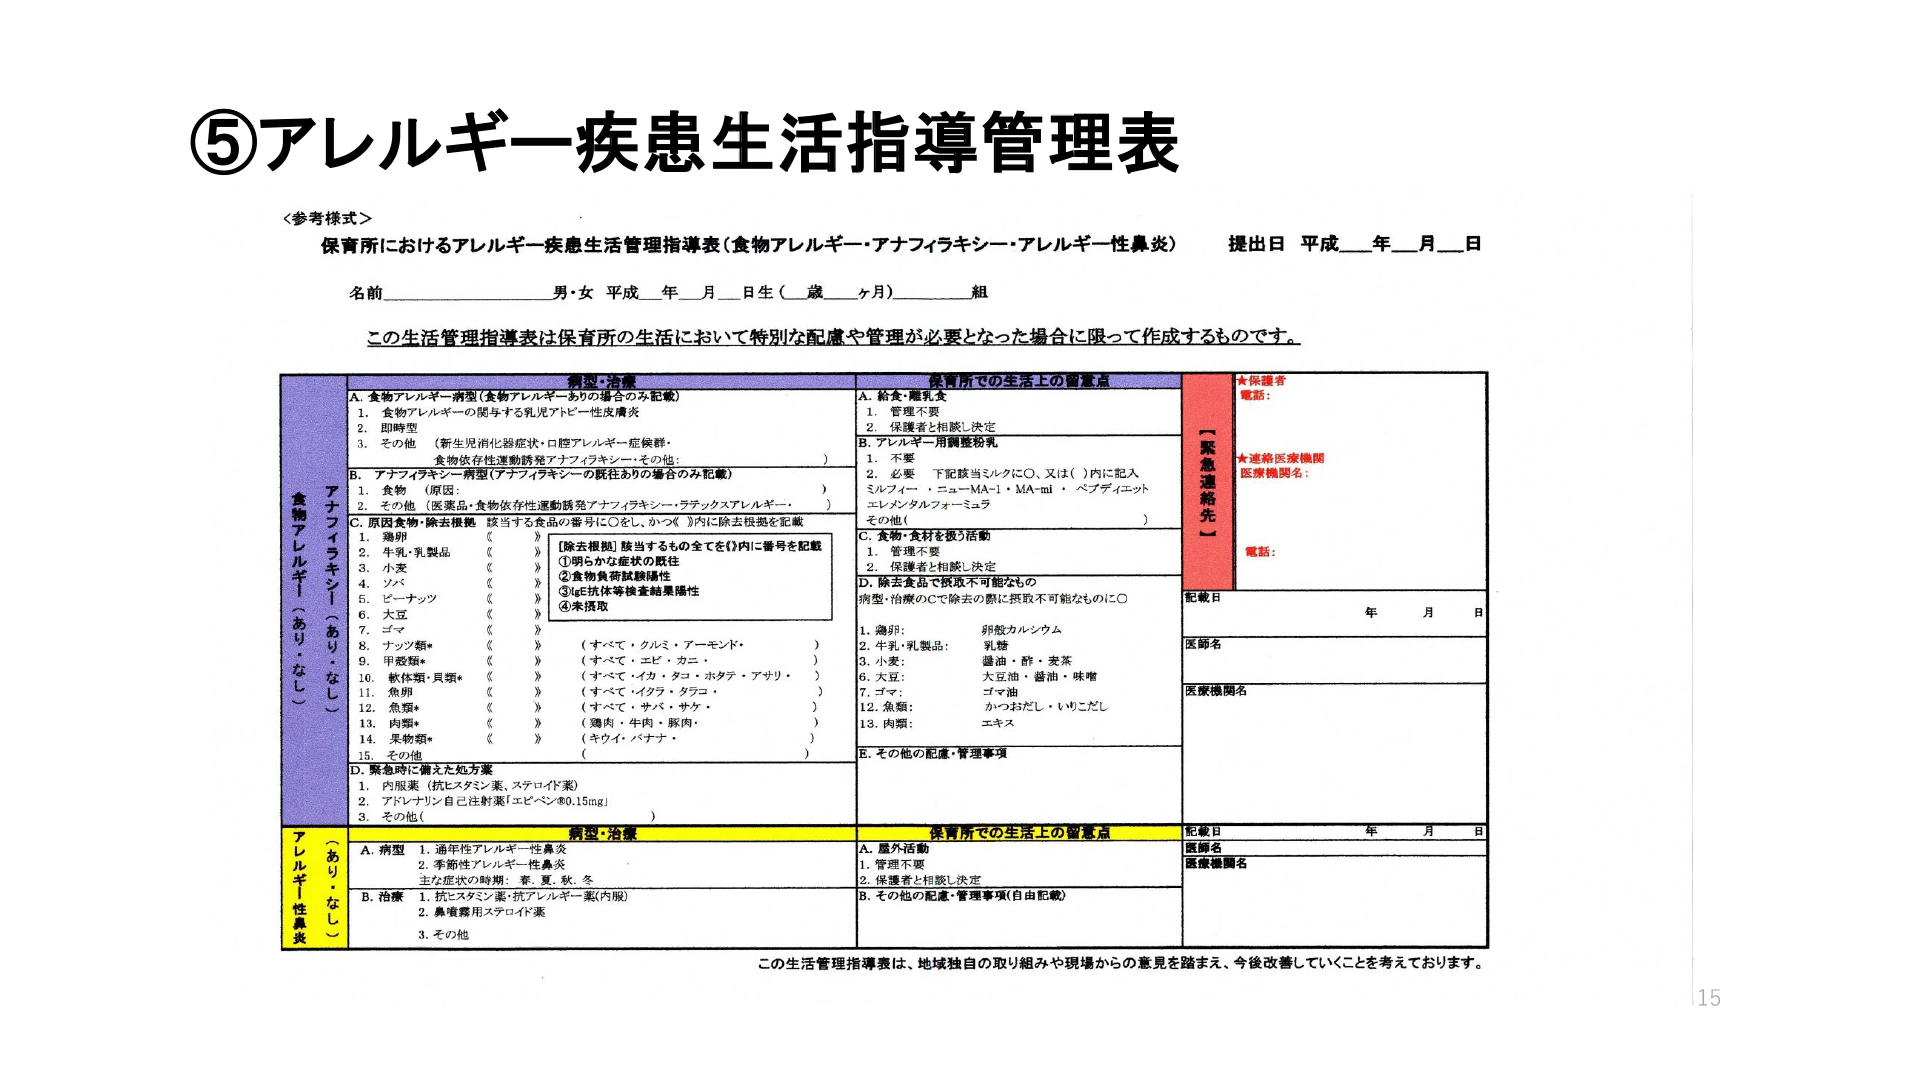 ⑤アレルギー疾患生活指導管理表
<参考様式>
保育所におけるアレルギー疾患生活管理指導表(食物アレルギー・アナフィラキシー・アレルギー性鼻炎) 提出日 平成___年__月__日
名前____________男・女 平成__年__月__日生(__歳___ヶ月)______組
この生活管理指導表は保育所の生活において特別な配慮や管理が必要となった場合に限って作成するものです。
食物アレルギー(あり・なし)
アナフィラキシー(あり・なし)
病型・治療
A. 食物アレルギー病型(食物アレルギーありの場合のみ記載)
1. 食物アレルギーの関与する乳児アトピー性皮膚炎
2. 即時型
3. その他 (新生児消化器症状・口腔アレルギー症候群・
食物依存性運動誘発アナフィラキシー・その他: )
B. アナフィラキシー病型(アナフィラキシーの既往ありの場合のみ記載)
1. 食物 (原因: )
2. その他 (医薬品・食物依存性運動誘発アナフィラキシー・ラテックスアレルギー・ )
C. 原因食物・除去根拠 該当する食品の番号に〇をし、かつ《 》内に除去根拠を記載
1. 鶏卵 《 》
2. 牛乳・乳製品 《 》
3. 小麦 《 》
4. ソバ 《 》
5. ピーナッツ 《 》
6. 大豆 《 》
7. ゴマ 《 》
8. ナッツ類* 《 》 (すべて・クルミ・アーモンド・ )
9. 甲殻類* 《 》 (すべて・エビ・カニ・ )
10. 軟体類・貝類* 《 》 (すべて・イカ・タコ・ホタテ・アサリ・ )
11. 魚卵 《 》 (すべて・イクラ・タラコ・ )
12. 魚類* 《 》 (すべて・サバ・サケ・ )
13. 肉類* 《 》 (鶏肉・牛肉・豚肉・ )
14. 果物類* 《 》 (キウイ・バナナ・ )
15. その他 ( )
[除去根拠] 該当するもの全てを《》内に番号を記載
①明らかな症状の既往
②食物負荷試験陽性
③IgE抗体等検査結果陽性
④未摂取
D. 緊急時に備えた処方薬
1. 内服薬 (抗ヒスタミン薬、ステロイド薬)
2. アドレナリン自己注射薬「エピペン®0.15mg」
3. その他( )
保育所での生活上の留意点
A. 給食・離乳食
1. 管理不要
2. 保護者と相談し決定
B. アレルギー用調整粉乳
1. 不要
2. 必要 下記該当ミルクに〇、又は( )内に記入
ミルフィー ・ ニューMA-1・MA-mi ・ ペプディエット
エレメンタルフォーミュラ
その他( )
C. 食物・食材を扱う活動
1. 管理不要
2. 保護者と相談し決定
D. 除去食品で摂取不可能なもの
病型・治療のCで除去の際に摂取不可能なものに〇
1. 鶏卵: 卵殻カルシウム
2. 牛乳・乳製品: 乳糖
3. 小麦: 醤油・酢・麦茶
6. 大豆: 大豆油・醤油・味噌
7. ゴマ: ゴマ油
12. 魚類: かつおだし・いりこだし
13. 肉類: エキス
E. その他の配慮・管理事項
【緊急連絡先】
★保護者
電話:
★連絡医療機関
医療機関名:
電話:
記載日
年 月 日
医師名
医療機関名
アレルギー性鼻炎
(あり・なし)
病型・治療
A. 病型 1. 通年性アレルギー性鼻炎
2. 季節性アレルギー性鼻炎
主な症状の時期: 春. 夏. 秋. 冬
B. 治療 1. 抗ヒスタミン薬・抗アレルギー薬(内服)
2. 鼻噴霧用ステロイド薬
3. その他
保育所での生活上の留意点
A. 屋外活動
1. 管理不要
2. 保護者と相談し決定
B. その他の配慮・管理事項(自由記載)
記載日 年 月 日
医師名
医療機関名
この生活管理指導表は、地域独自の取り組みや現場からの意見を踏まえ、今後改善していくことを考えております。
15